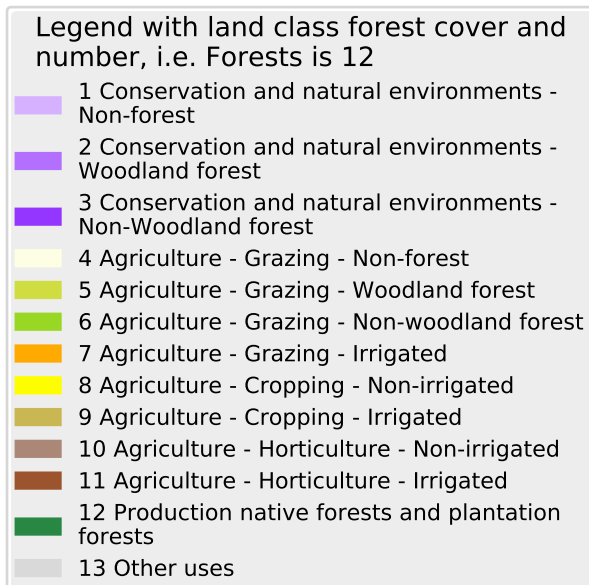 Legend with land class forest cover and
number, i.e. Forests is 12
1 Conservation and natural environments -
Non-forest
2 Conservation and natural environments -
Woodland forest
3 Conservation and natural environments -
Non-Woodland forest
4 Agriculture - Grazing - Non-forest
5 Agriculture - Grazing - Woodland forest
6 Agriculture - Grazing - Non-woodland forest
7 Agriculture - Grazing - Irrigated
8 Agriculture - Cropping - Non-irrigated
9 Agriculture - Cropping - Irrigated
10 Agriculture - Horticulture - Non-irrigated
11 Agriculture - Horticulture - Irrigated
12 Production native forests and plantation
forests
13 Other uses